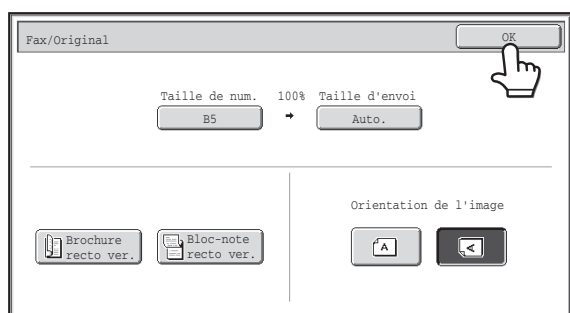 Fax/Original
OK
Taille de num. 100% Taille d'envoi
B5 → Auto.
Orientation de l'image
Brochure
recto ver.
Bloc-note
recto ver.
A
A